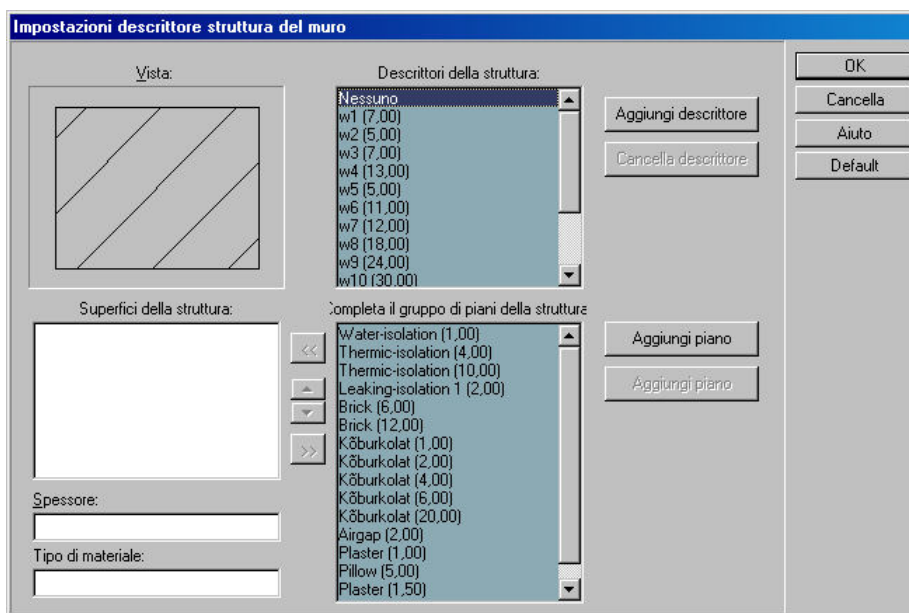 Impostazioni descrittore struttura del muro
Vista:
Descrittori della struttura:
Nessuno
w1 (7,00)
w2 (5,00)
w3 (7,00)
w4 (13,00)
w5 (5,00)
w6 (11,00)
w7 (12,00)
w8 (18,00)
w9 (24,00)
w10 (30,00)
Aggiungi descrittore
Cancella descrittore
OK
Cancella
Aiuto
Default
Superfici della struttura:
Completa il gruppo di piani della struttura
<<
>>
Water-isolation (1,00)
Thermic-isolation (4,00)
Thermic-isolation (10,00)
Leaking-isolation 1 (2,00)
Brick (6,00)
Brick (12,00)
Kõburkolat (1,00)
Kõburkolat (2,00)
Kõburkolat (4,00)
Kõburkolat (6,00)
Kõburkolat (20,00)
Airgap (2,00)
Plaster (1,00)
Pillow (5,00)
Plaster (1,50)
Aggiungi piano
Aggiungi piano
Spessore:
Tipo di materiale: